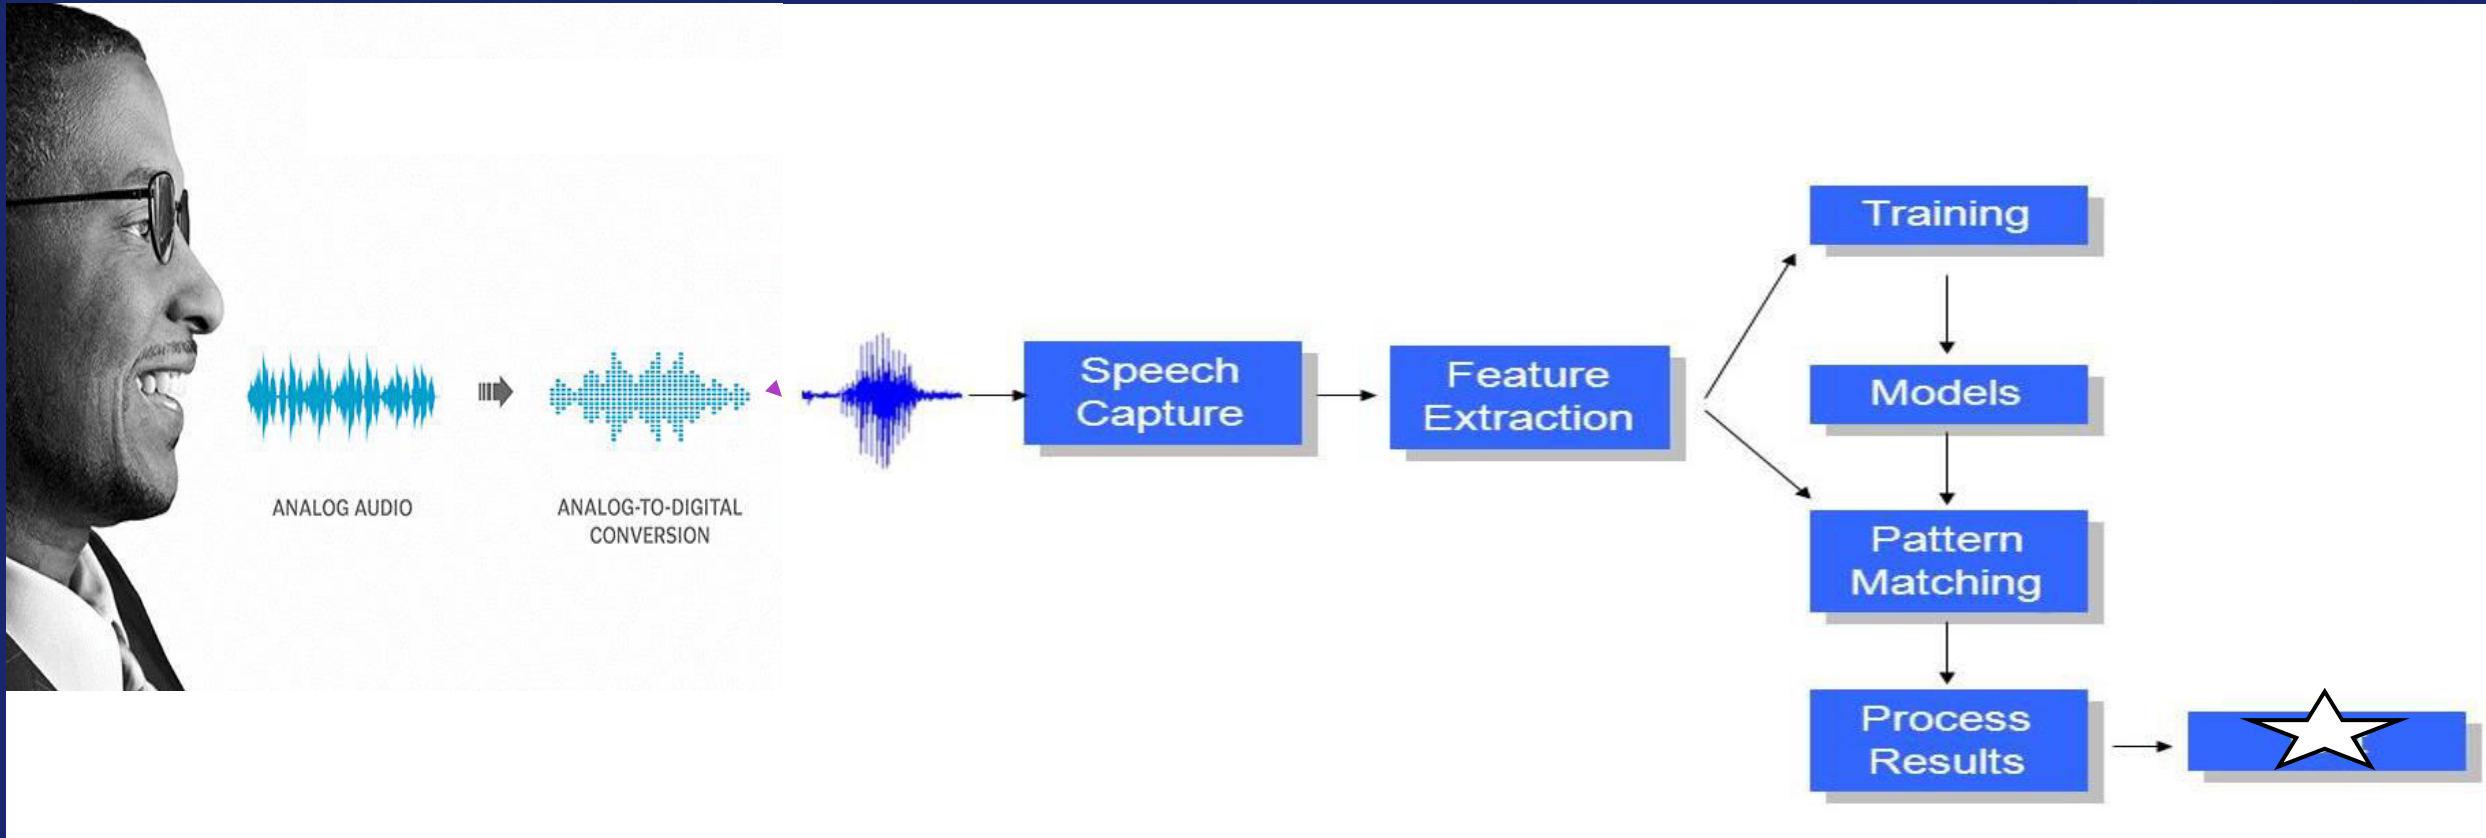 ANALOG AUDIO
ANALOG-TO-DIGITAL
CONVERSION
Speech
Capture
Feature
Extraction
Training
Models
Pattern
Matching
Process
Results